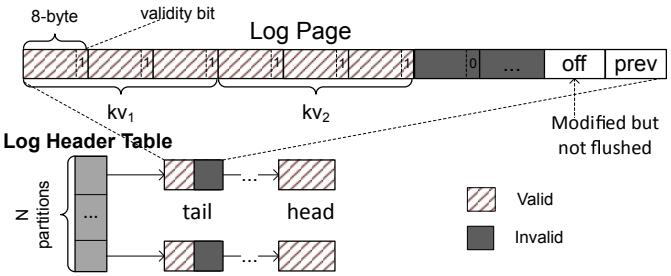 8-byte
validity bit
Log Page
1 1 1 1 1 1 0 ... off prev
kv1 kv2
Modified but
not flushed
Log Header Table
N
partitions
...
...
tail head
...
Valid
Invalid